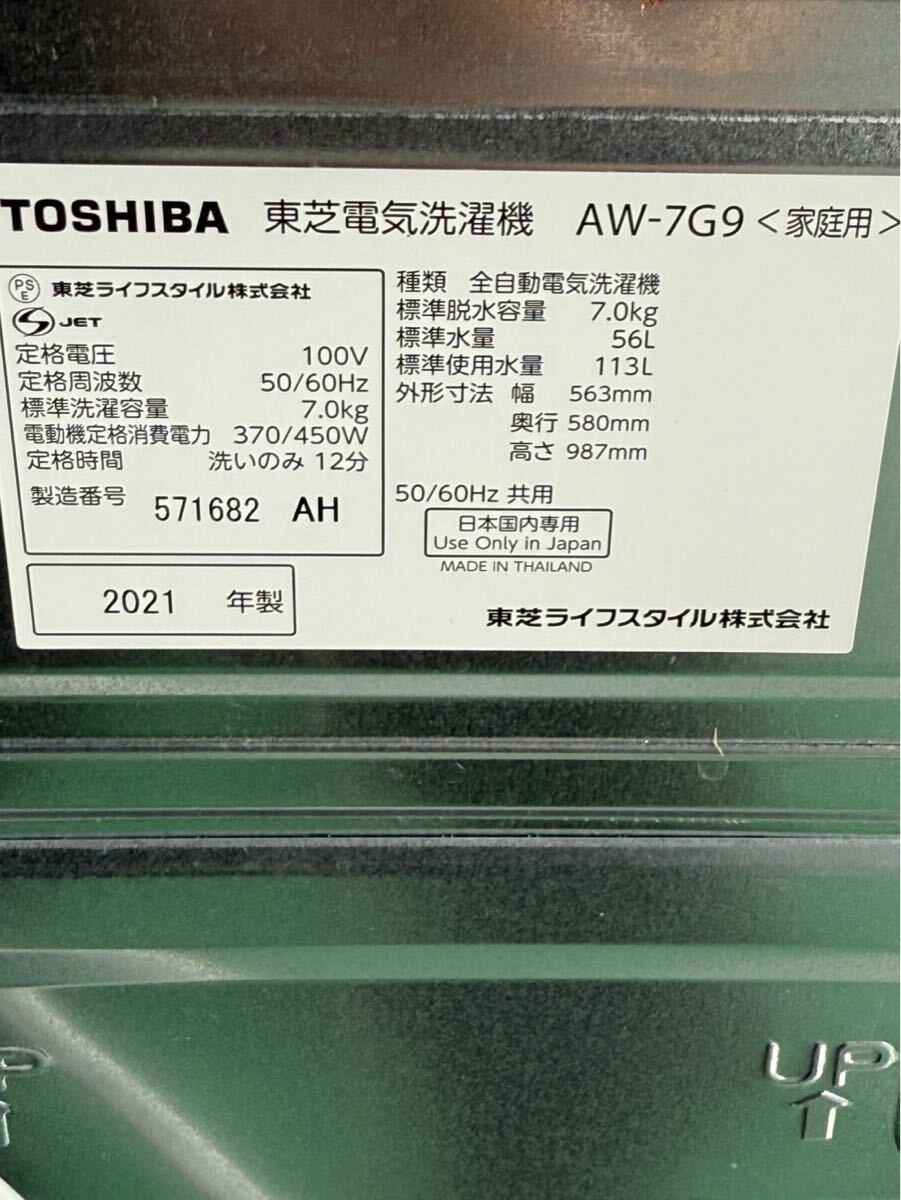 TOSHIBA 東芝電気洗濯機 AW-7G9 <家庭用>
PS E 東芝ライフスタイル株式会社
S JET
定格電圧 100V
定格周波数 50/60Hz
標準洗濯容量 7.0kg
電動機定格消費電力 370/450W
定格時間 洗いのみ 12分
製造番号 571682 AH
2021 年製
種類 全自動電気洗濯機
標準脱水容量 7.0kg
標準水量 56L
標準使用水量 113L
外形寸法 幅 563mm
奥行 580mm
高さ 987mm
50/60Hz 共用
日本国内専用
Use Only in Japan
MADE IN THAILAND
東芝ライフスタイル株式会社
P
UP